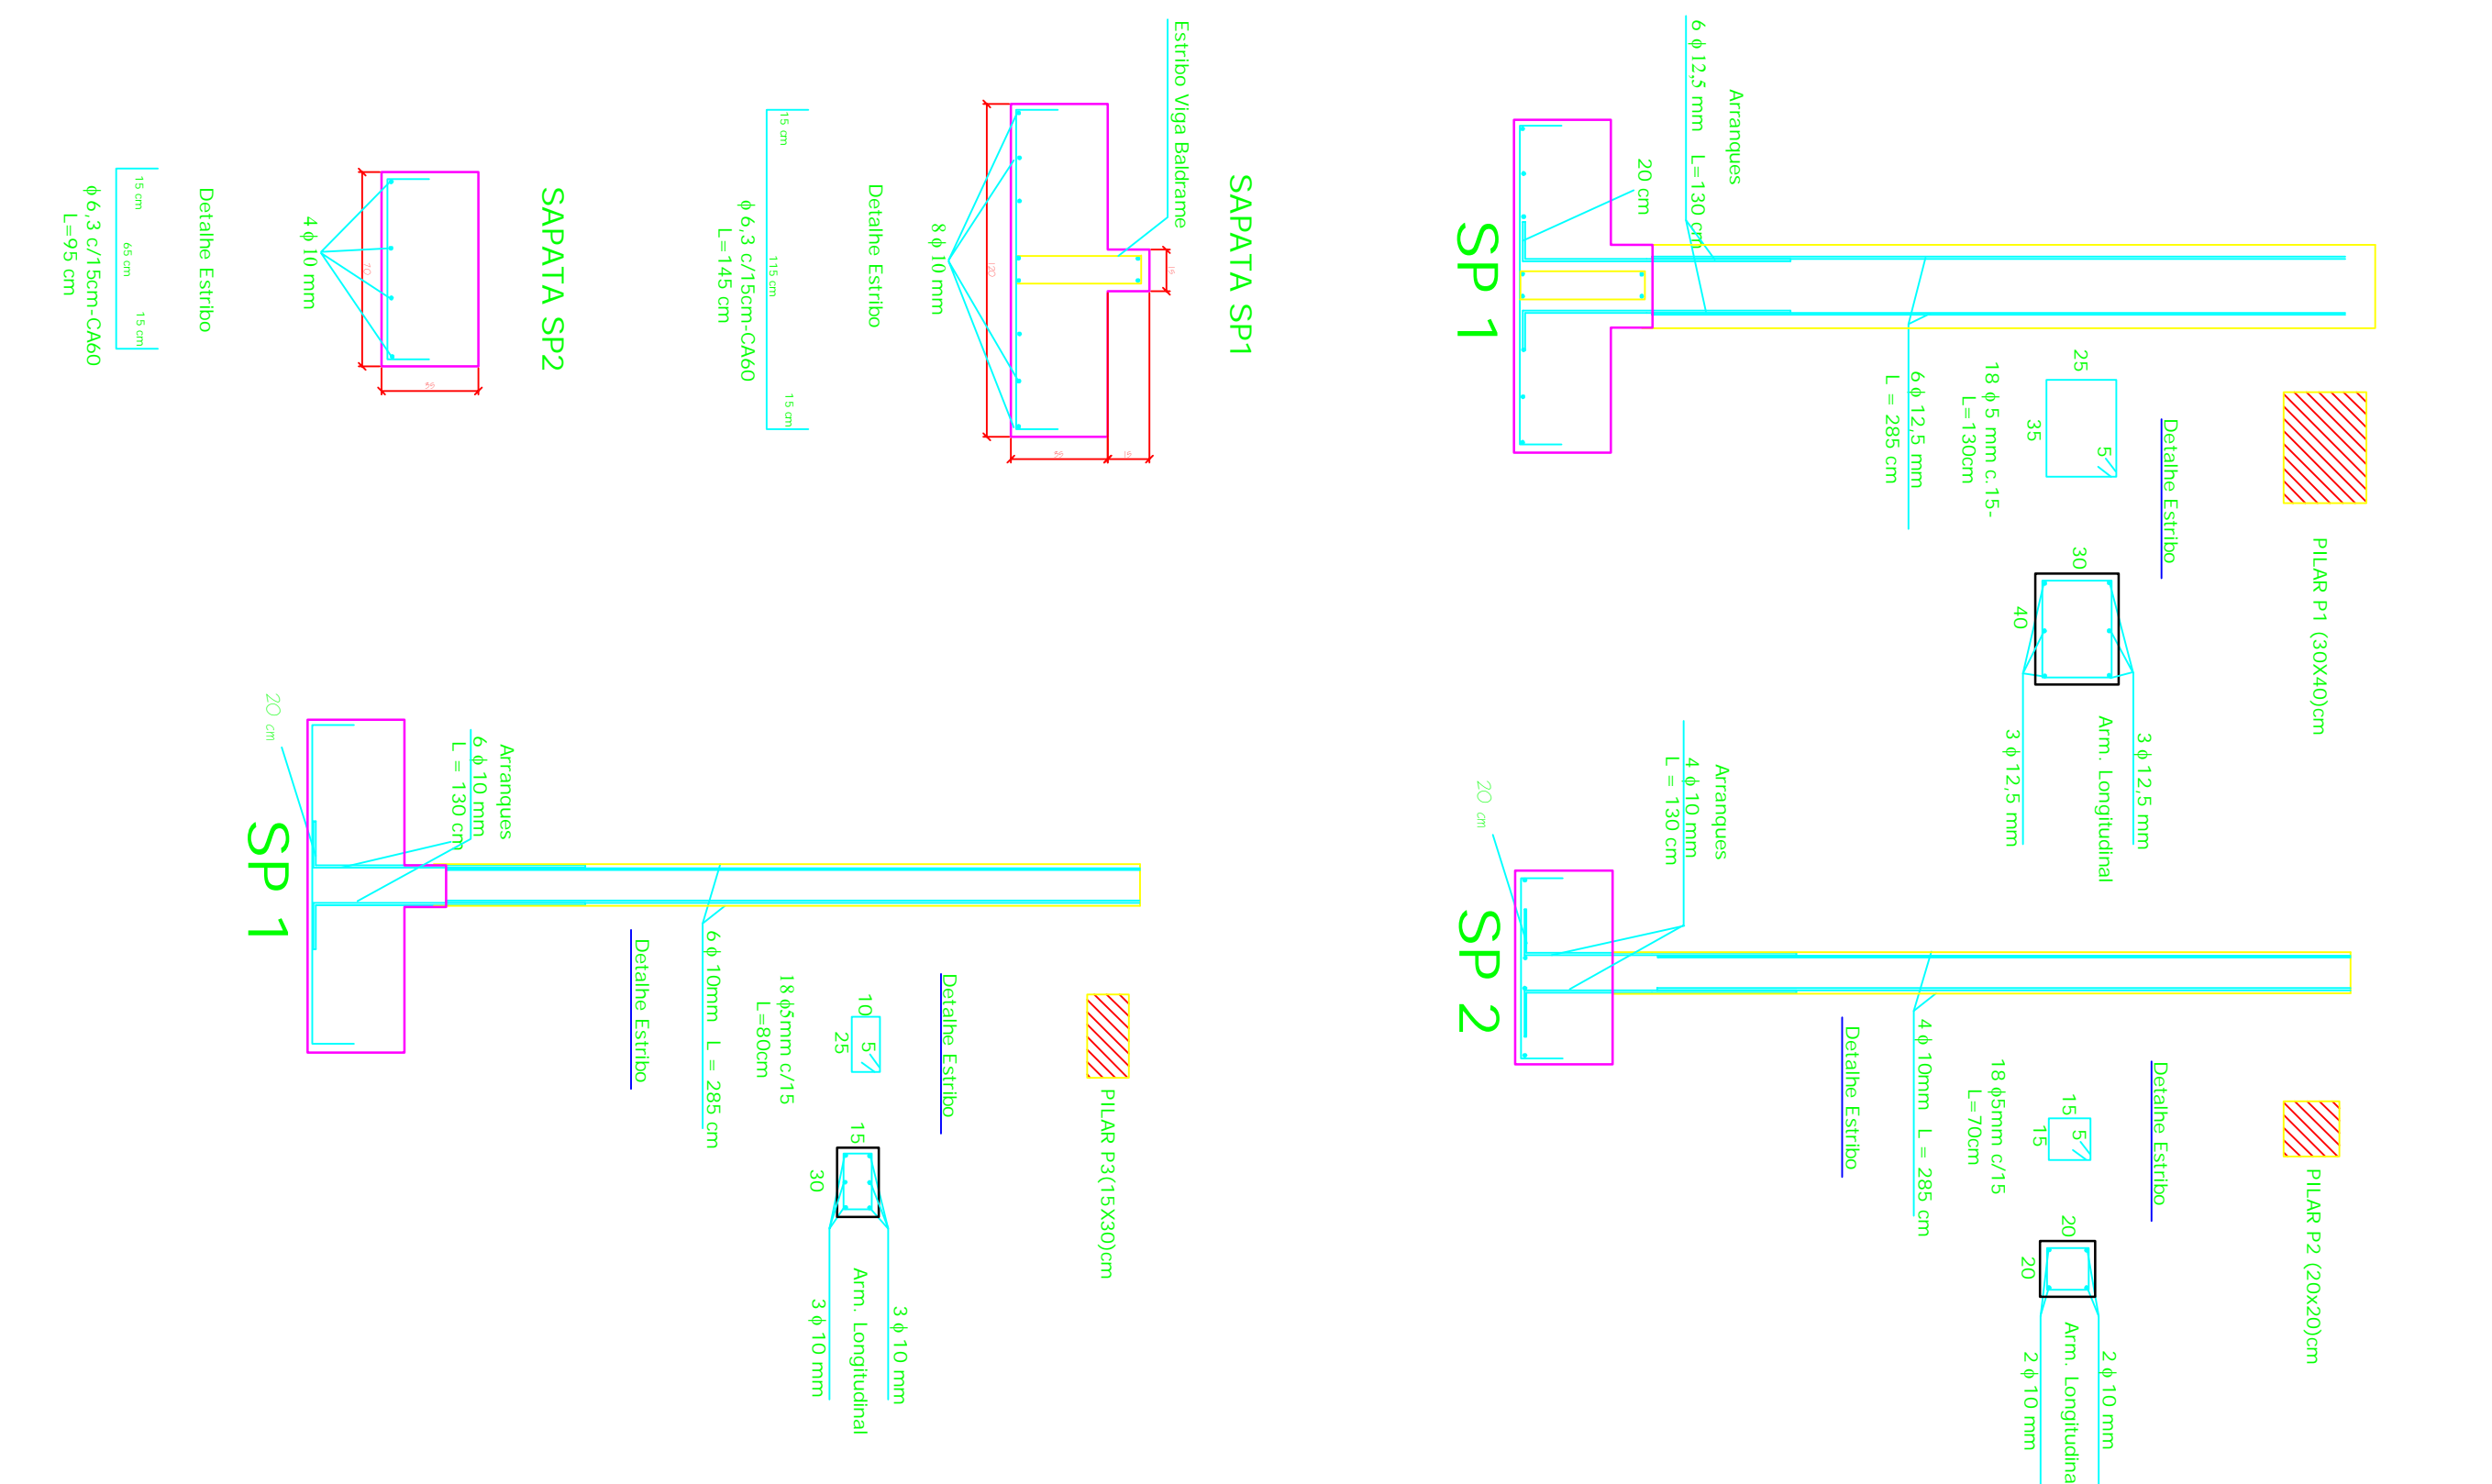 PILAR P1 (30X40)cm
Detalhe Estribo
25
35
5
18 ϕ 5 mm c.15-
L=130cm
30
40
3 ϕ 12,5 mm
Arm. Longitudinal
3 ϕ 12,5 mm
6 ϕ 12,5 mm
L = 285 cm
Arranques
6 ϕ 12,5 mm L=130 cm
20 cm
SP 1
PILAR P2 (20x20)cm
Detalhe Estribo
15
15
5
18 ϕ5mm c/15
L=70cm
20
20
2 ϕ 10 mm
Arm. Longitudina
2 ϕ 10 mm
4 ϕ 10mm L = 285 cm
Detalhe Estribo
Arranques
4 ϕ 10 mm
L = 130 cm
20 cm
SP 2
SAPATA SP1
Estribo Viga Baldrame
120
8 ϕ 10 mm
Detalhe Estribo
15 cm
115 cm
15 cm
ϕ 6,3 c/15cm-CA60
L=145 cm
SAPATA SP2
70
4 ϕ 10 mm
Detalhe Estribo
15 cm
65 cm
15 cm
ϕ 6,3 c/15cm-CA60
L=95 cm
PILAR P3(15X30)cm
Detalhe Estribo
10
25
5
18 ϕ5mm c/15
L=80cm
15
30
3 ϕ 10 mm
Arm. Longitudinal
3 ϕ 10 mm
6 ϕ 10mm L = 285 cm
Detalhe Estribo
Arranques
6 ϕ 10 mm
L = 130 cm
20 cm
SP 1